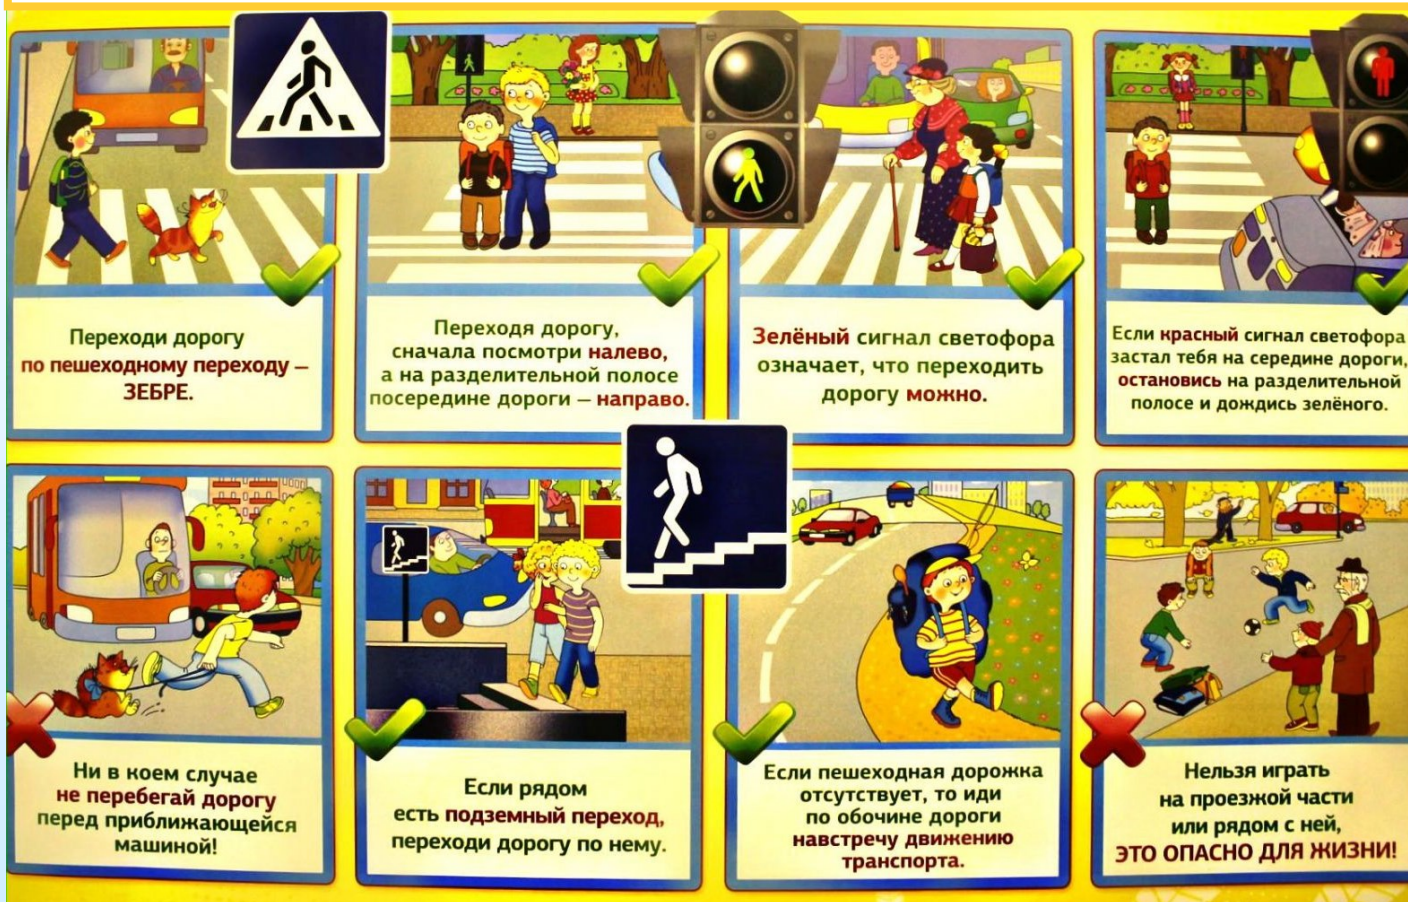 Переходи дорогу
по пешеходному переходу –
ЗЕБРЕ.
Переходя дорогу,
сначала посмотри налево,
а на разделительной полосе
посередине дороги – направо.
Зелёный сигнал светофора
означает, что переходить
дорогу можно.
Если красный сигнал светофора
застал тебя на середине дороги,
остановись на разделительной
полосе и дождись зелёного.
Ни в коем случае
не перебегай дорогу
перед приближающейся
машиной!
Если рядом
есть подземный переход,
переходи дорогу по нему.
Если пешеходная дорожка
отсутствует, то иди
по обочине дороги
навстречу движению
транспорта.
Нельзя играть
на проезжой части
или рядом с ней,
ЭТО ОПАСНО ДЛЯ ЖИЗНИ!